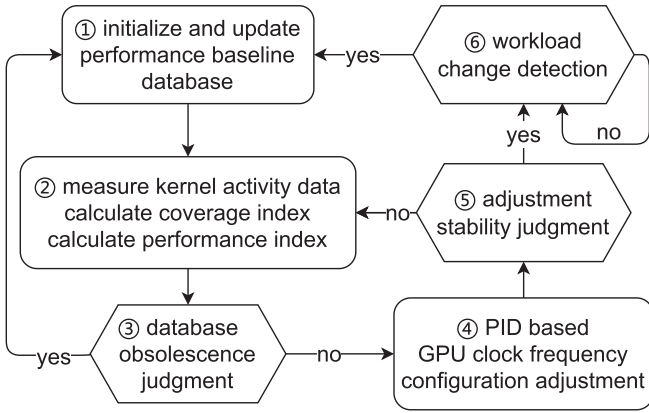 ① initialize and update
performance baseline
database
yes
⑥ workload
change detection
no
yes
② measure kernel activity data
calculate coverage index
calculate performance index
no
⑤ adjustment
stability judgment
③ database
obsolescence
judgment
yes
no
④ PID based
GPU clock frequency
configuration adjustment